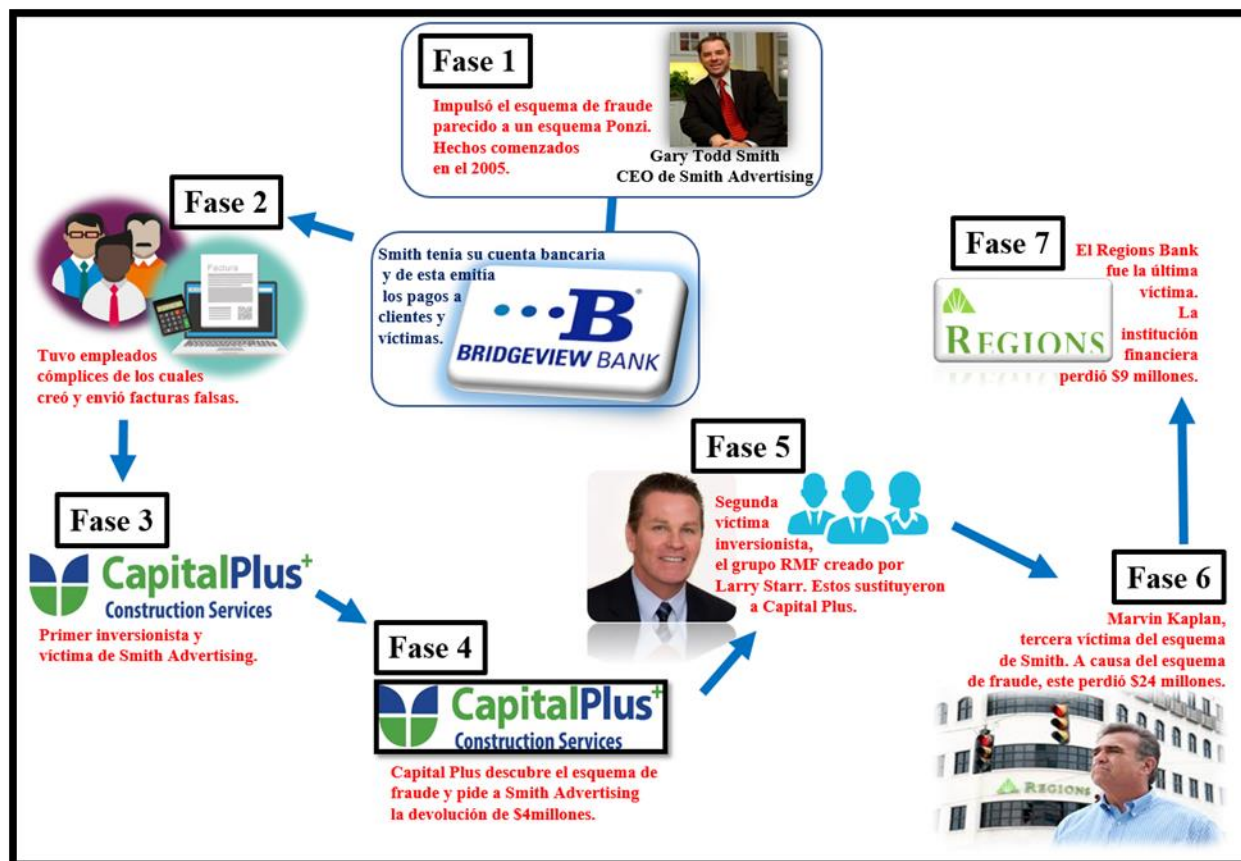 Fase 1
Impulsó el esquema de fraude
parecido a un esquema Ponzi.
Hechos comenzados
en el 2005.
Gary Todd Smith
CEO de Smith Advertising
Smith tenía su cuenta bancaria
y de esta emitía
los pagos a
clientes y
víctimas.
B®
BRIDGEVIEW BANK
Fase 2
Factura
Tuvo empleados
cómplices de los cuales
creó y envió facturas falsas.
Fase 3
CapitalPlus+
Construction Services
Primer inversionista y
víctima de Smith Advertising.
Fase 4
CapitalPlus+
Construction Services
Capital Plus descubre el esquema de
fraude y pide a Smith Advertising
la devolución de $4millones.
Fase 5
Segunda
víctima
inversionista,
el grupo RMF creado por
Larry Starr. Estos sustituyeron
a Capital Plus.
Fase 6
Marvin Kaplan,
tercera víctima del esquema
de Smith. A causa del esquema
de fraude, este perdió $24 millones.
REGIONS
Fase 7
El Regions Bank
fue la última
víctima.
La
institución
financiera
perdió $9 millones.
REGIONS